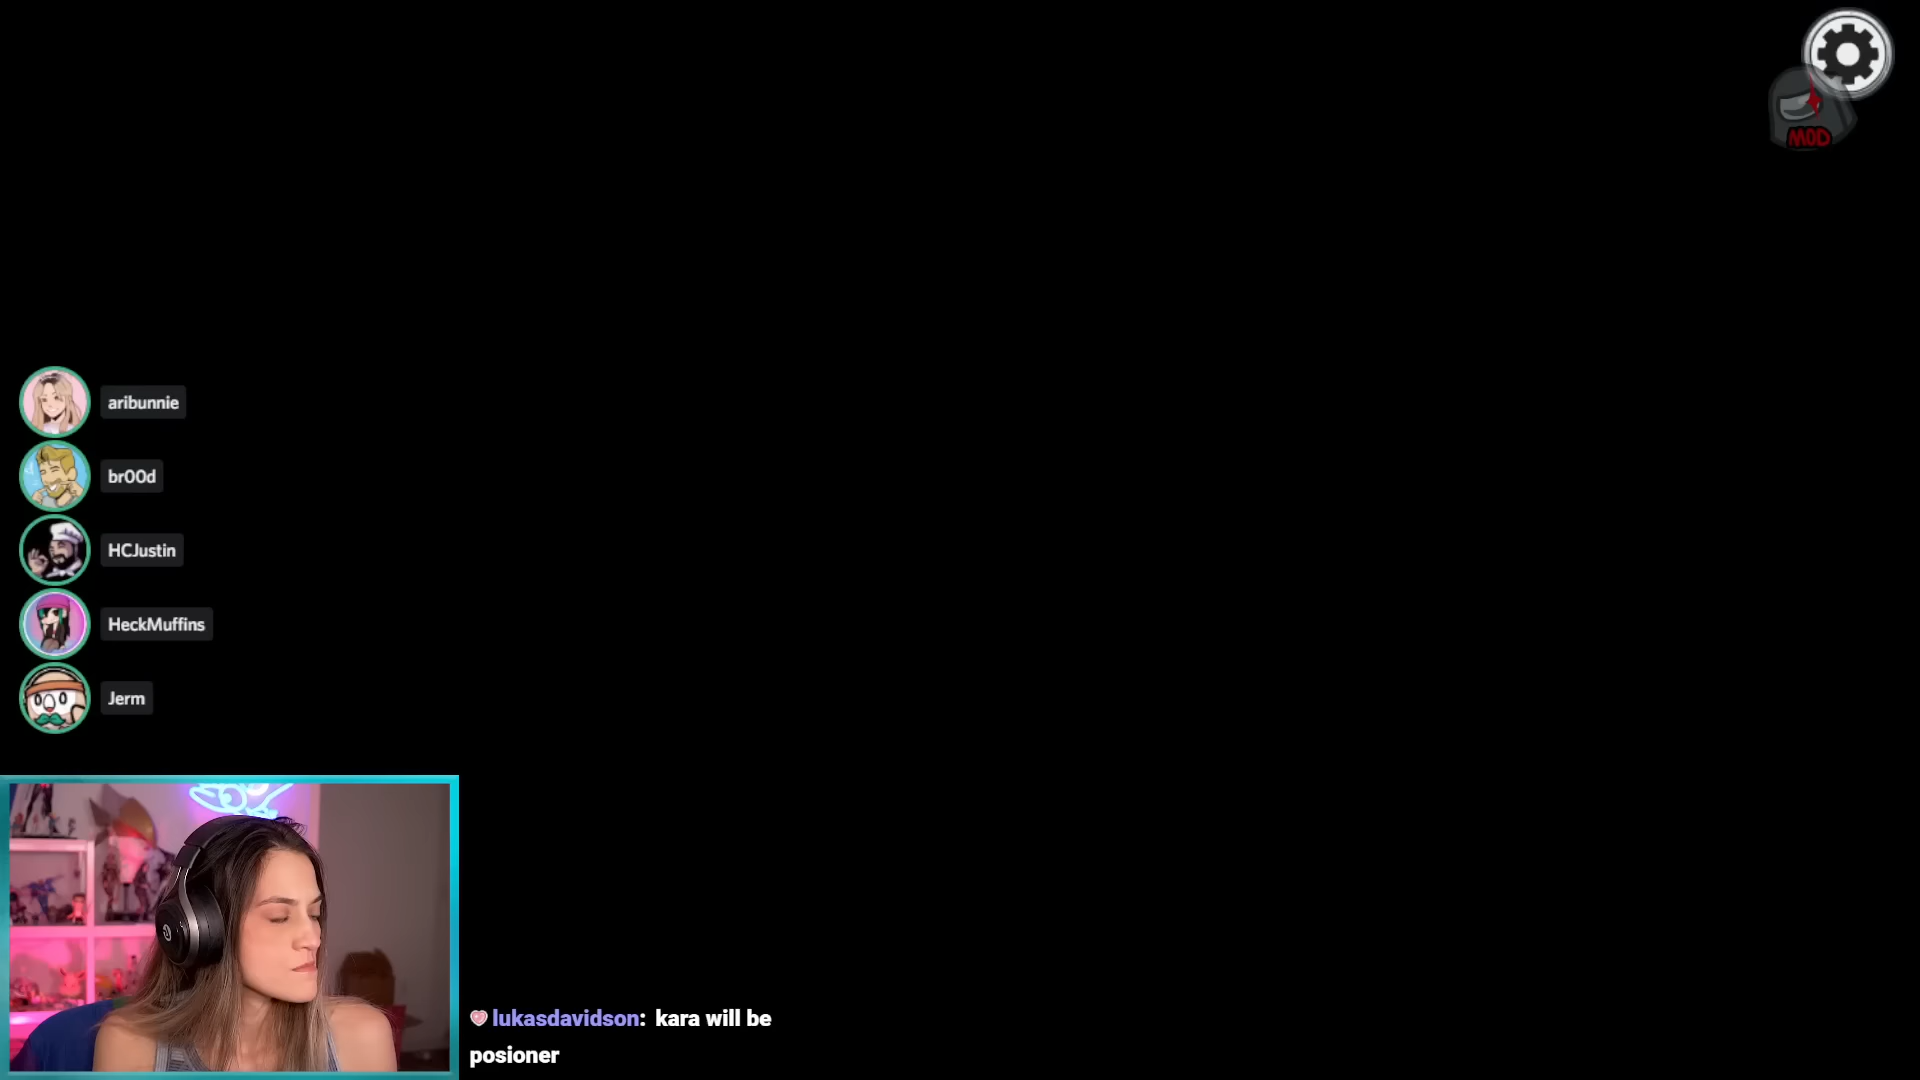 MOD
aribunnie
br00d
HCJustin
HeckMuffins
Jerm
lukasdavidson: kara will be
posioner